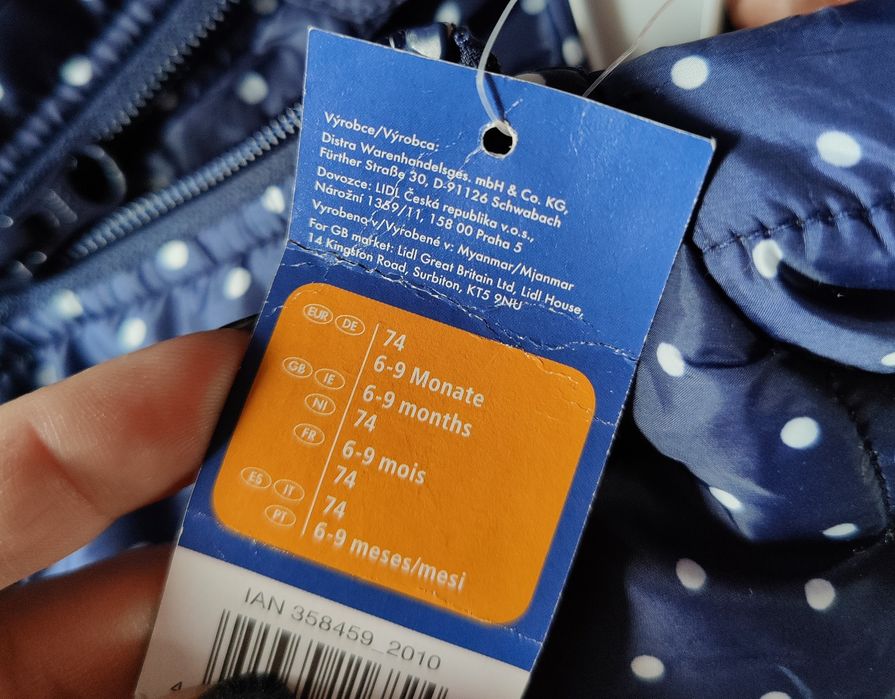 Výrobce/Výrobca:
Distra Warenhandelsges. mbH & Co. KG,
Fürther Straße 30, D-91126 Schwabach
Dovozce: LIDL Česká republika v.o.s.,
Nárožní 1359/11, 158 00 Praha 5
Vyrobeno v/Vyrobené v: Myanmar/Mjanmar
For GB market: Lidl Great Britain Ltd, Lidl House,
14 Kingston Road, Surbiton, KT5 9NU
EUR DE 74
6-9 Monate
GB IE 6-9 months
NI 74
FR 6-9 mois
74
ES IT 74
PT 6-9 meses/mesi
IAN 358459_2010
4